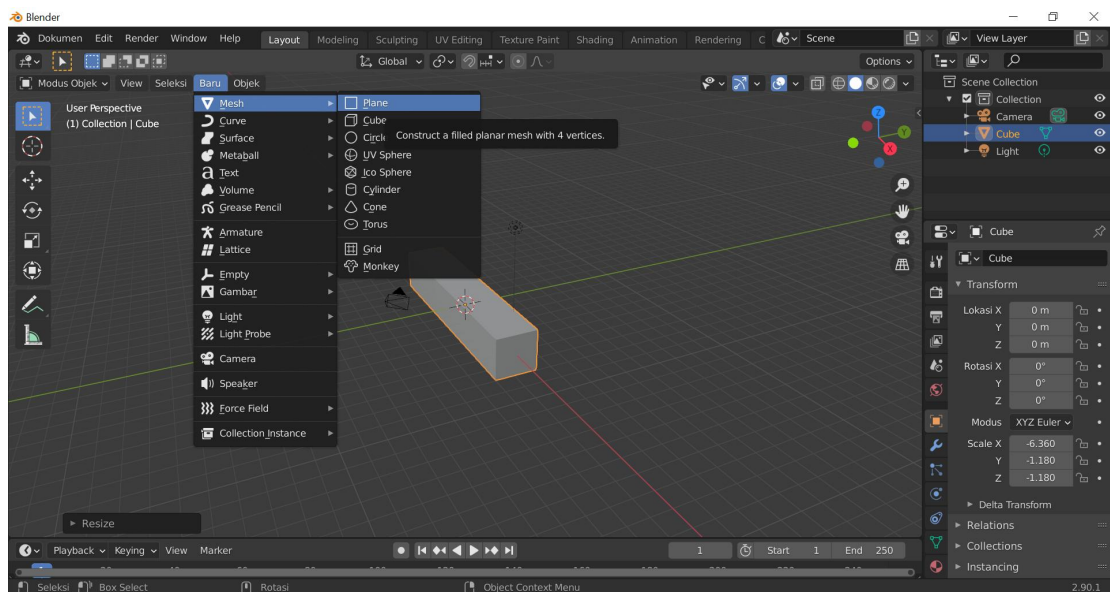 Blender
Dokumen Edit Render Window Help Layout Modeling Sculpting UV Editing Texture Paint Shading Animation Rendering C Scene View Layer
Global Options
Modus Objek View Seleksi Baru Objek
User Perspective
(1) Collection | Cube
Mesh
Curve
Surface
Metaball
Text
Volume
Grease Pencil
Armature
Lattice
Empty
Gambar
Light
Light Probe
Camera
Speaker
Force Field
Collection Instance
Plane
Cube
Circle
Construct a filled planar mesh with 4 vertices.
UV Sphere
Ico Sphere
Cylinder
Cone
Torus
Grid
Monkey
Z
Y
X
Resize
Scene Collection
Collection
Camera
Cube
Light
Cube
Cube
Transform
Lokasi X 0 m
Y 0 m
Z 0 m
Rotasi X 0°
Y 0°
Z 0°
Modus XYZ Euler
Scale X -6.360
Y -1.180
Z -1.180
Delta Transform
Relations
Collections
Instancing
Playback Keying View Marker 1 Start 1 End 250
Seleksi Box Select Rotasi Object Context Menu 2.90.1